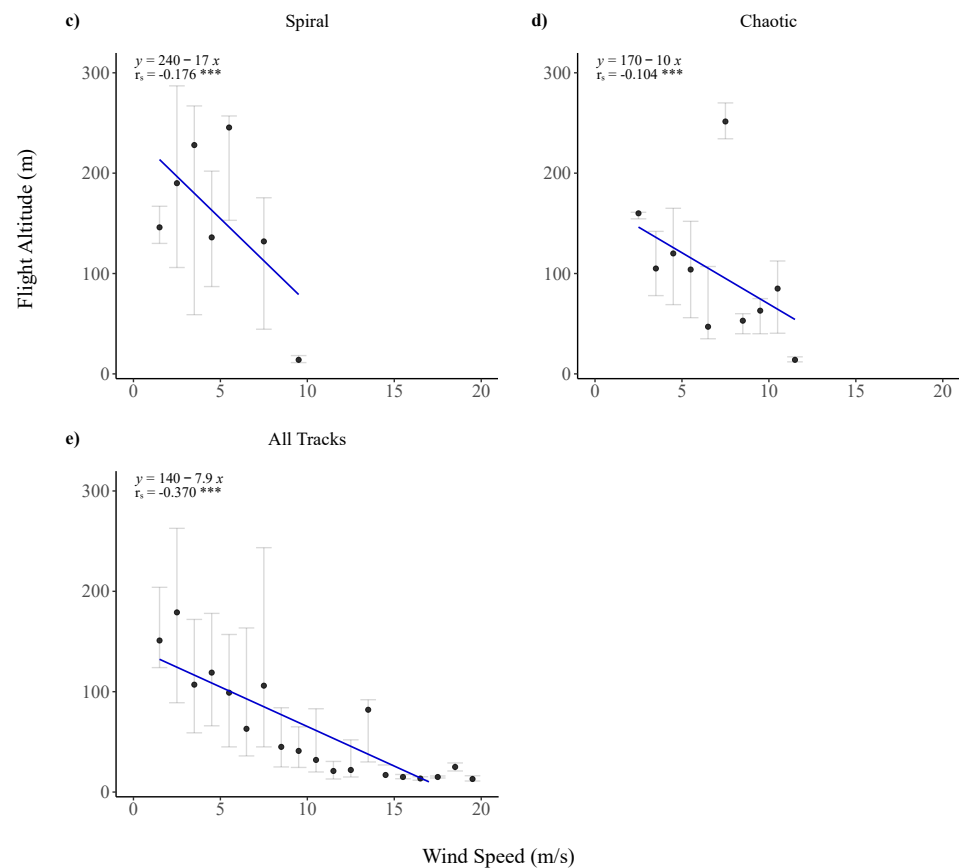 c) Spiral
y = 240 − 17 x
rs = -0.176 ***
300
200
100
0
0 5 10 15 20
d) Chaotic
y = 170 − 10 x
rs = -0.104 ***
300
200
100
0
0 5 10 15 20
Flight Altitude (m)
e) All Tracks
y = 140 − 7.9 x
rs = -0.370 ***
300
200
100
0
0 5 10 15 20
Wind Speed (m/s)